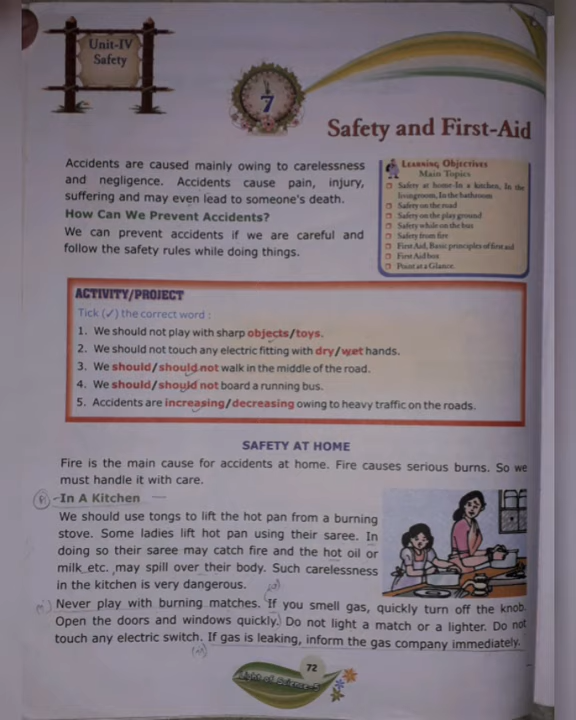 Unit-IV
Safety
7
Safety and First-Aid
Accidents are caused mainly owing to carelessness
and negligence. Accidents cause pain, injury,
suffering and may even lead to someone's death.
How Can We Prevent Accidents?
We can prevent accidents if we are careful and
follow the safety rules while doing things.
Learning Objectives
Main Topics
Safety at home-In a kitchen, In the
livingroom, In the bathroom
Safety on the road
Safety on the play ground
Safety while on the bus
Safety from fire
First Aid, Basic principles of first aid
First Aid box
Point at a Glance.
ACTIVITY/PROJECT
Tick (✓) the correct word :
1. We should not play with sharp objects/toys.
2. We should not touch any electric fitting with dry/wet hands.
3. We should/should not walk in the middle of the road.
4. We should/should not board a running bus.
5. Accidents are increasing/decreasing owing to heavy traffic on the roads.
SAFETY AT HOME
Fire is the main cause for accidents at home. Fire causes serious burns. So we
must handle it with care.
-In A Kitchen
We should use tongs to lift the hot pan from a burning
stove. Some ladies lift hot pan using their saree. In
doing so their saree may catch fire and the hot oil or
milk etc. may spill over their body. Such carelessness
in the kitchen is very dangerous.
Never play with burning matches. If you smell gas, quickly turn off the knob.
Open the doors and windows quickly. Do not light a match or a lighter. Do not
touch any electric switch. If gas is leaking, inform the gas company immediately.
72